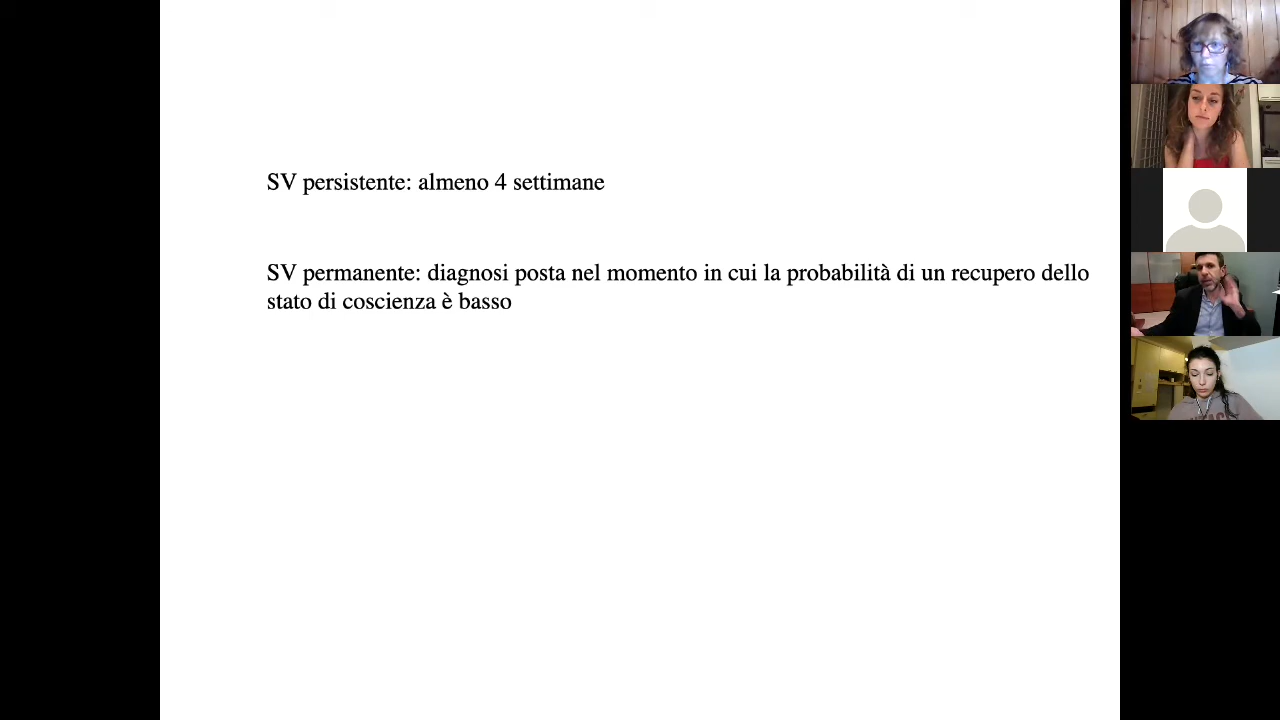 SV persistente: almeno 4 settimane
SV permanente: diagnosi posta nel momento in cui la probabilità di un recupero dello
stato di coscienza è basso